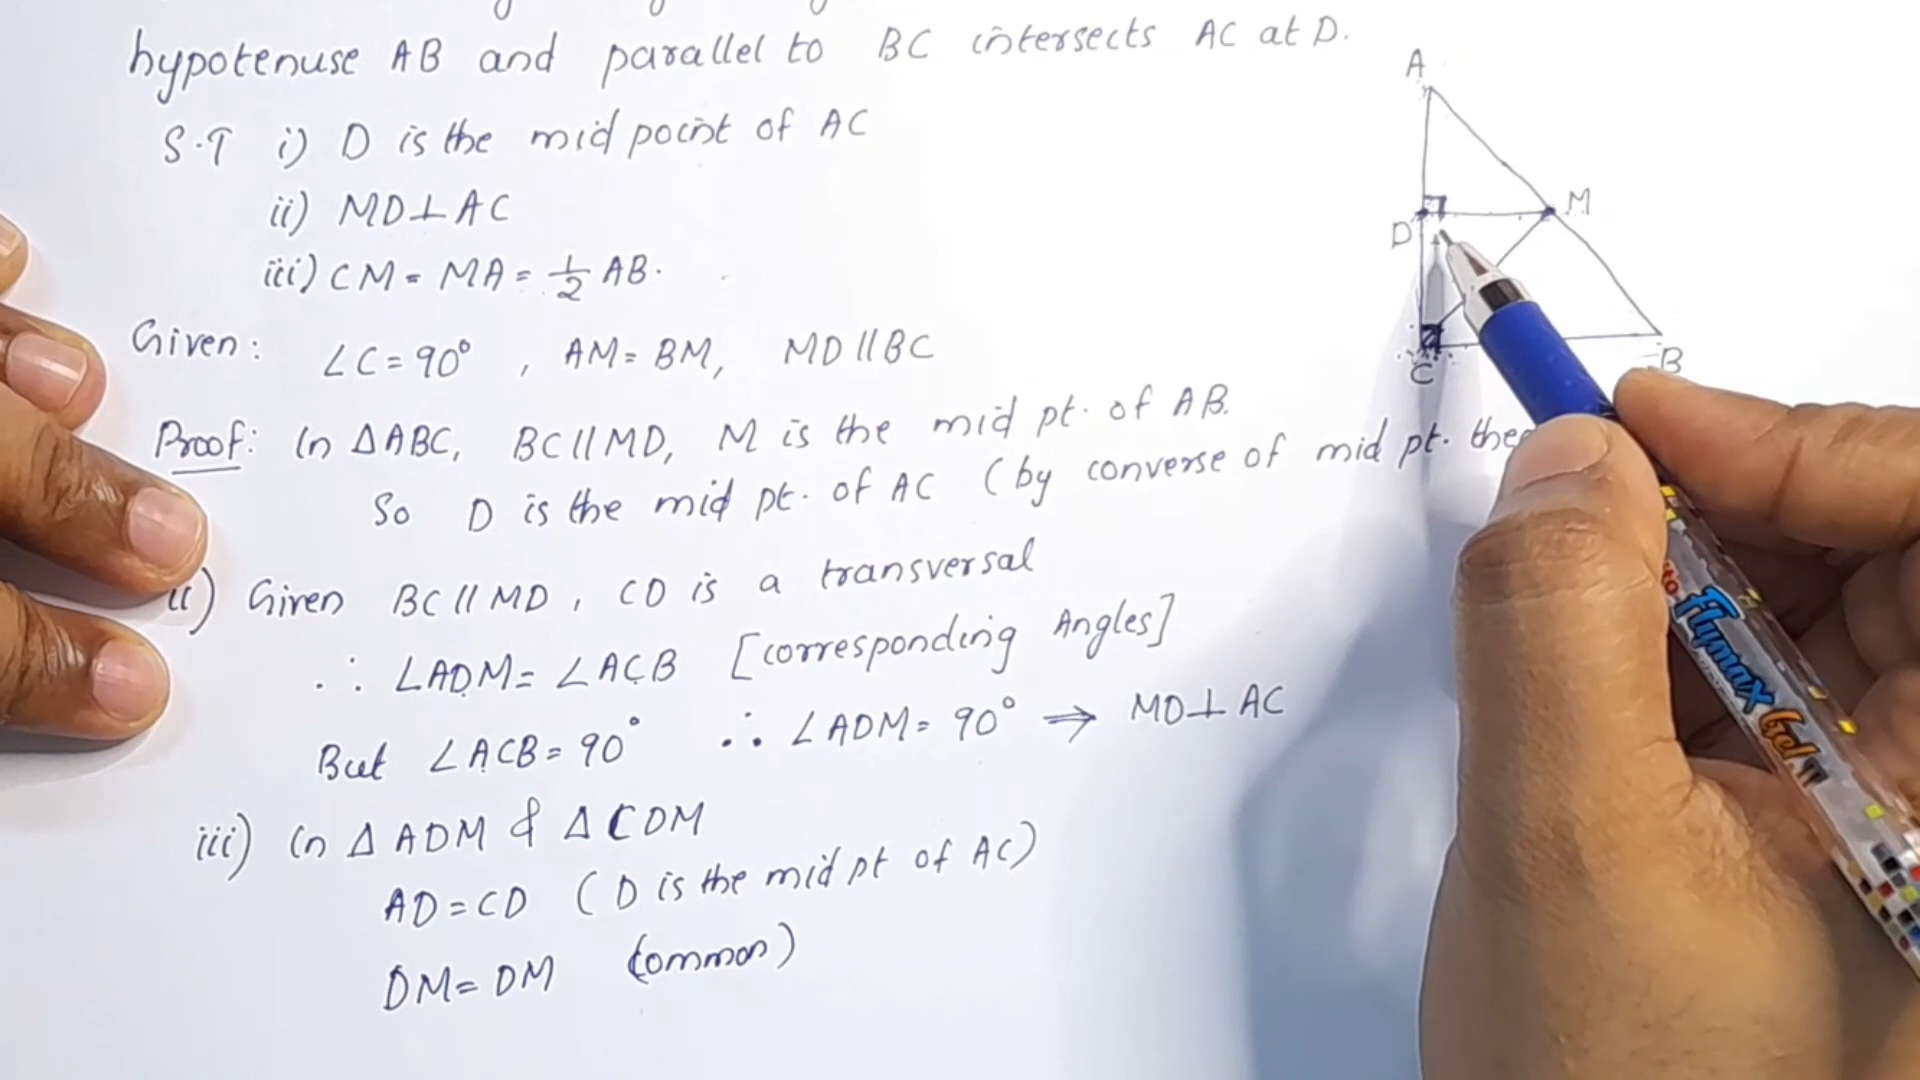 hypotenuse AB and parallel to BC intersects AC at D.
S.T i) D is the mid point of AC
ii) MD⊥AC
iii) CM = MA = 1/2 AB.
Given: ∠C = 90°, AM = BM, MD∥BC
Proof: In ΔABC, BC∥MD, M is the mid pt. of AB.
So D is the mid pt. of AC (by converse of mid pt.
ii) Given BC∥MD, CD is a transversal
∴ ∠ADM = ∠ACB [corresponding Angles]
But ∠ACB = 90° ∴ ∠ADM = 90° ⇒ MD⊥AC
iii) In Δ ADM & Δ CDM
AD = CD (D is the mid pt of AC)
DM = DM (common)
A
M
D
C
B
Flymax Gel